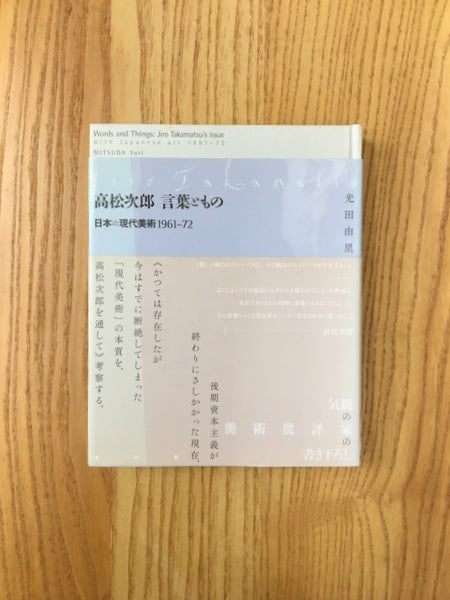 Words and Things: Jiro Takamatsu's issue
with Japanese art 1961-72
MITSUDA Yuri
Jiro Takamatsu
高松次郎 言葉ともの
日本の現代美術1961-72
光田由里
高松次郎
後期資本主義が
終わりにさしかかった現在、
《かつては存在したが
今はすでに断絶してしまった
「現代美術」の本質を、
高松次郎を通して》考察する。
気鋭の
美術批評家の
書き下ろし